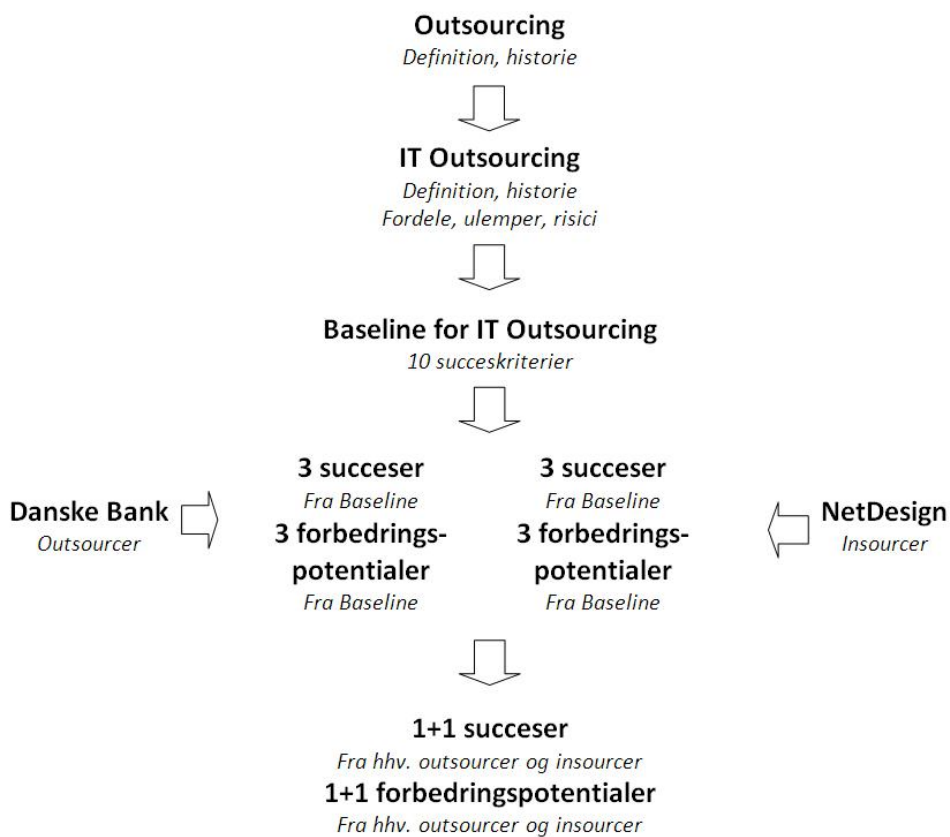 Outsourcing
Definition, historie
IT Outsourcing
Definition, historie
Fordele, ulemper, risici
Baseline for IT Outsourcing
10 succeskriterier
Danske Bank
Outsourcer
3 succeser
Fra Baseline
3 forbedrings-
potentialer
Fra Baseline
3 succeser
Fra Baseline
3 forbedrings-
potentialer
Fra Baseline
NetDesign
Insourcer
1+1 succeser
Fra hhv. outsourcer og insourcer
1+1 forbedringspotentialer
Fra hhv. outsourcer og insourcer